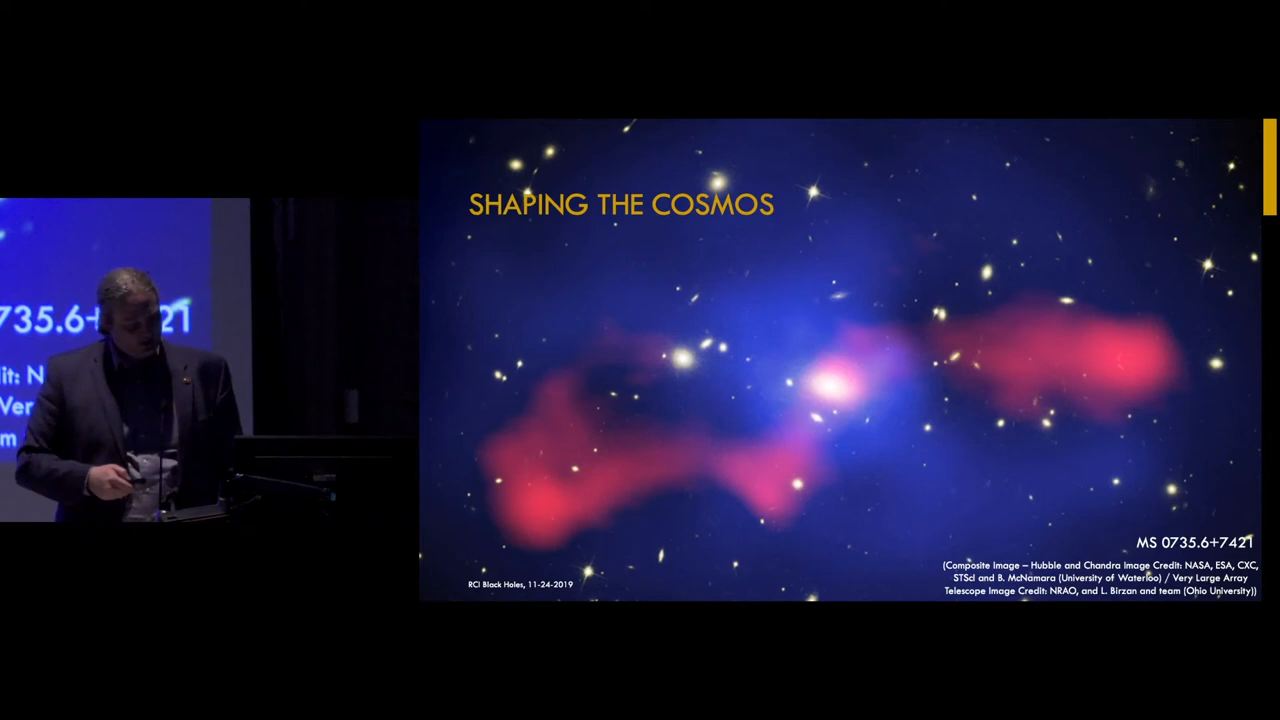 SHAPING THE COSMOS
MS 0735.6+7421
(Composite Image – Hubble and Chandra Image Credit: NASA, ESA, CXC,
STScI and B. McNamara (University of Waterloo) / Very Large Array
Telescope Image Credit: NRAO, and L. Birzan and team (Ohio University))
RCI Black Holes, 11-24-2019
735.6+
21
dit: N
Ver
m